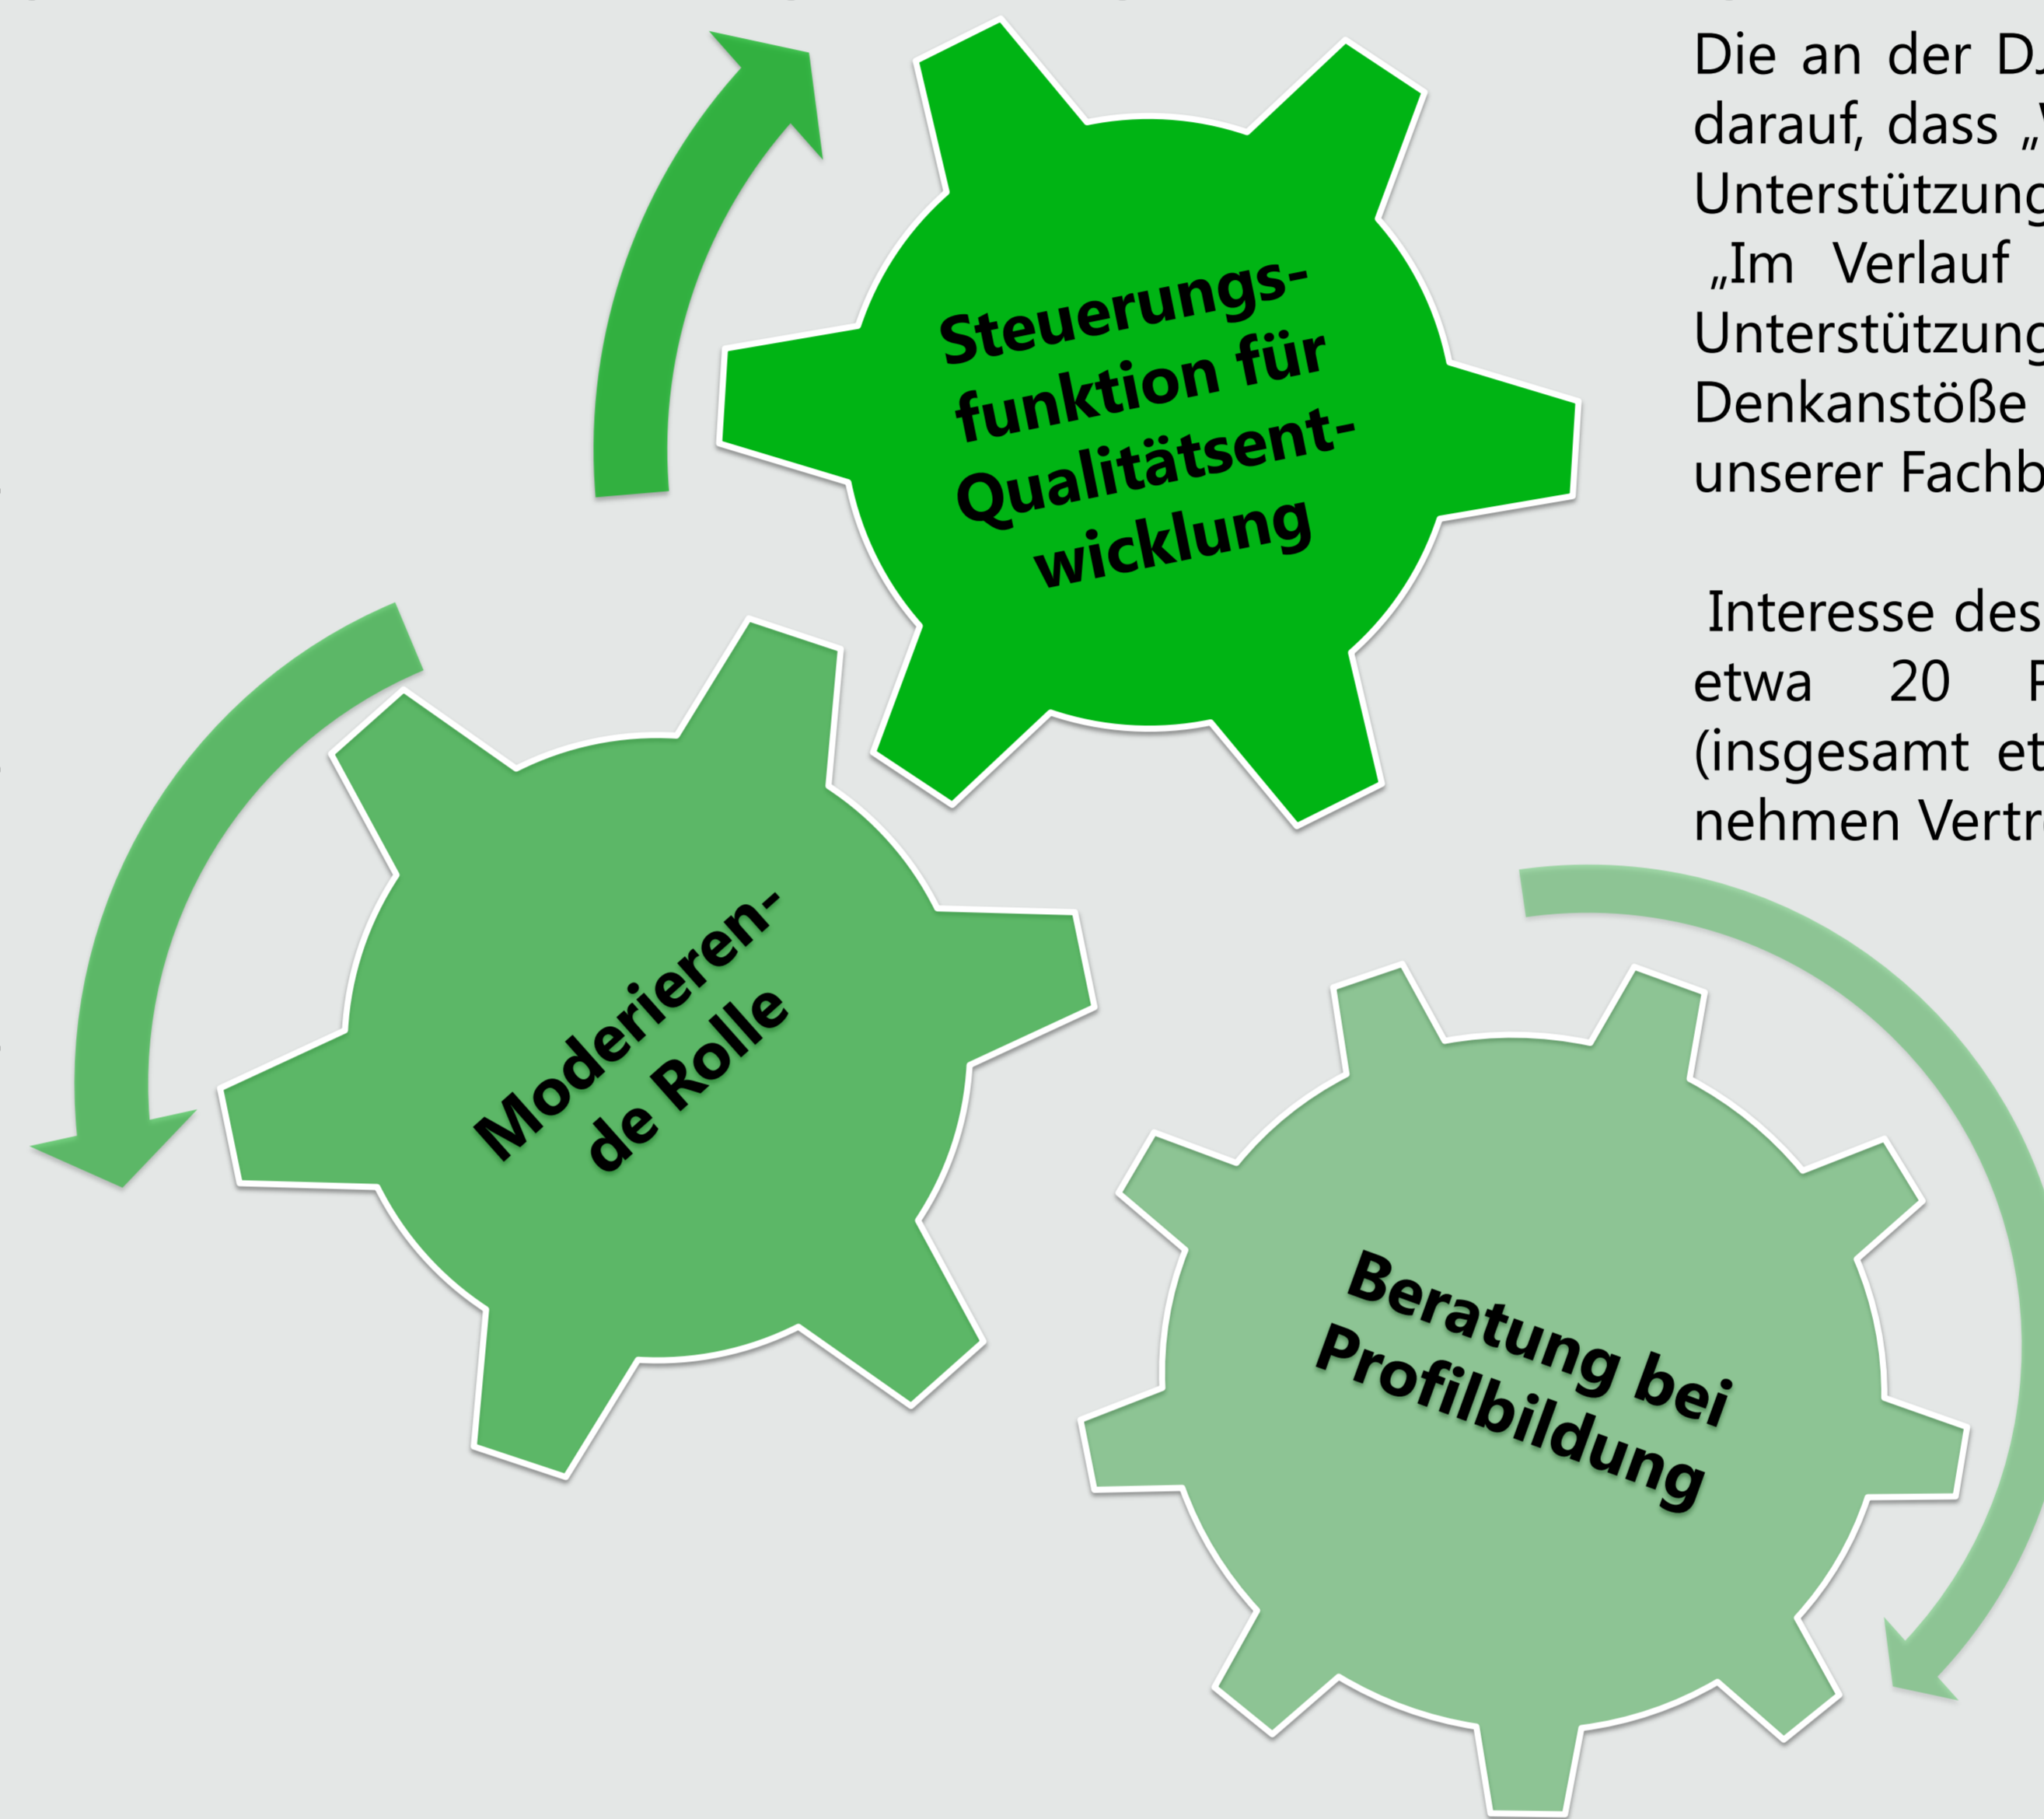 Steuerungs-
funktion für
Qualitätsent-
wicklung
Moderieren-
de Rolle
Beratung bei
Profilbildung
Die an der
darauf, dass
Unterstützung
„Im Verlauf
Unterstützung
Denkanstöße
unserer
Interesse des
etwa 20
(insgesamt
nehmen